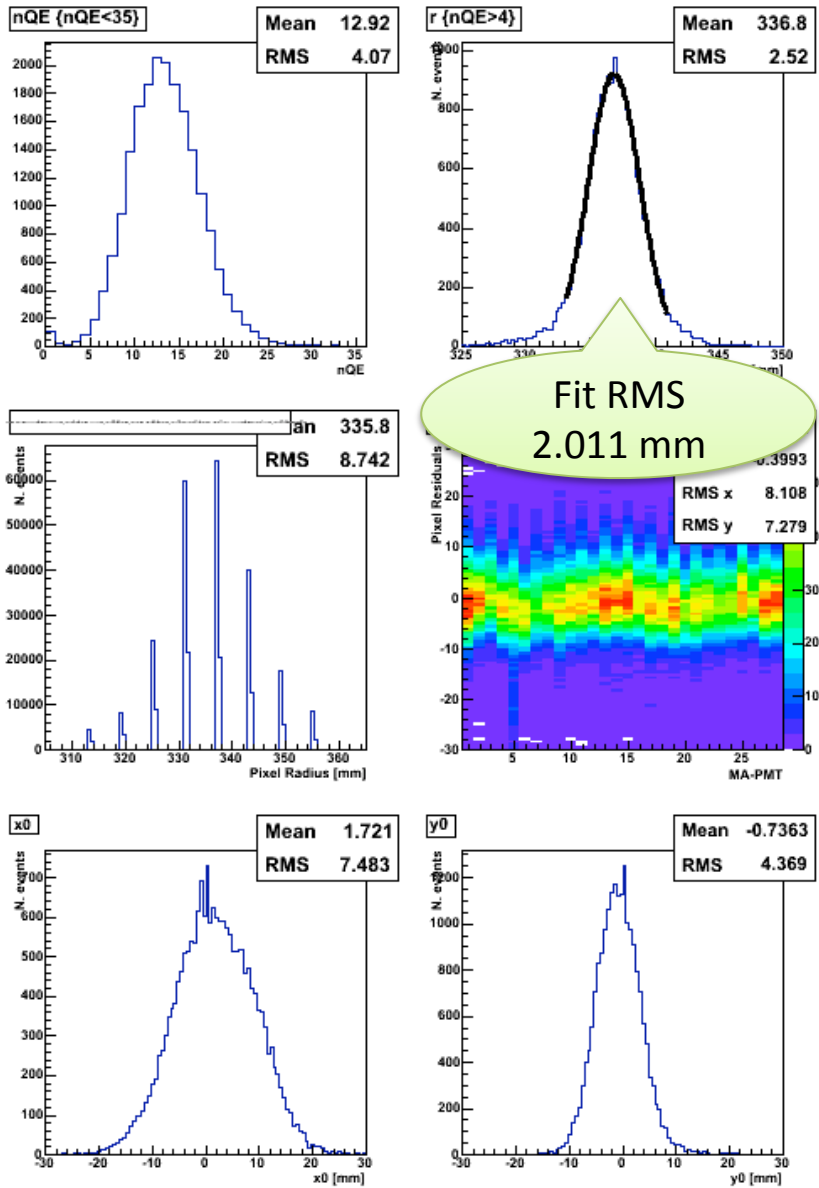 nQE {nQE<35}
Mean 12.92
RMS 4.07
2000
1800
1600
1400
1200
1000
800
600
400
200
0
0 5 10 15 20 25 30 35
nQE
r {nQE>4}
Mean 336.8
RMS 2.52
N. events
1000
800
600
400
200
0
325 330 345 350
Fit RMS
2.011 mm
335.8
RMS 8.742
N. events
60000
50000
40000
30000
20000
10000
0
310 320 330 340 350 360
Pixel Radius [mm]
0.3993
RMS x 8.108
RMS y 7.279
Pixel Residuals
20
10
0
-10
-20
-30
5 10 15 20 25
MA-PMT
30
20
10
0
x0
Mean 1.721
RMS 7.483
N. events
700
600
500
400
300
200
100
0
-30 -20 -10 0 10 20 30
x0 [mm]
y0
Mean -0.7363
RMS 4.369
N. events
1200
1000
800
600
400
200
0
-30 -20 -10 0 10 20 30
y0 [mm]